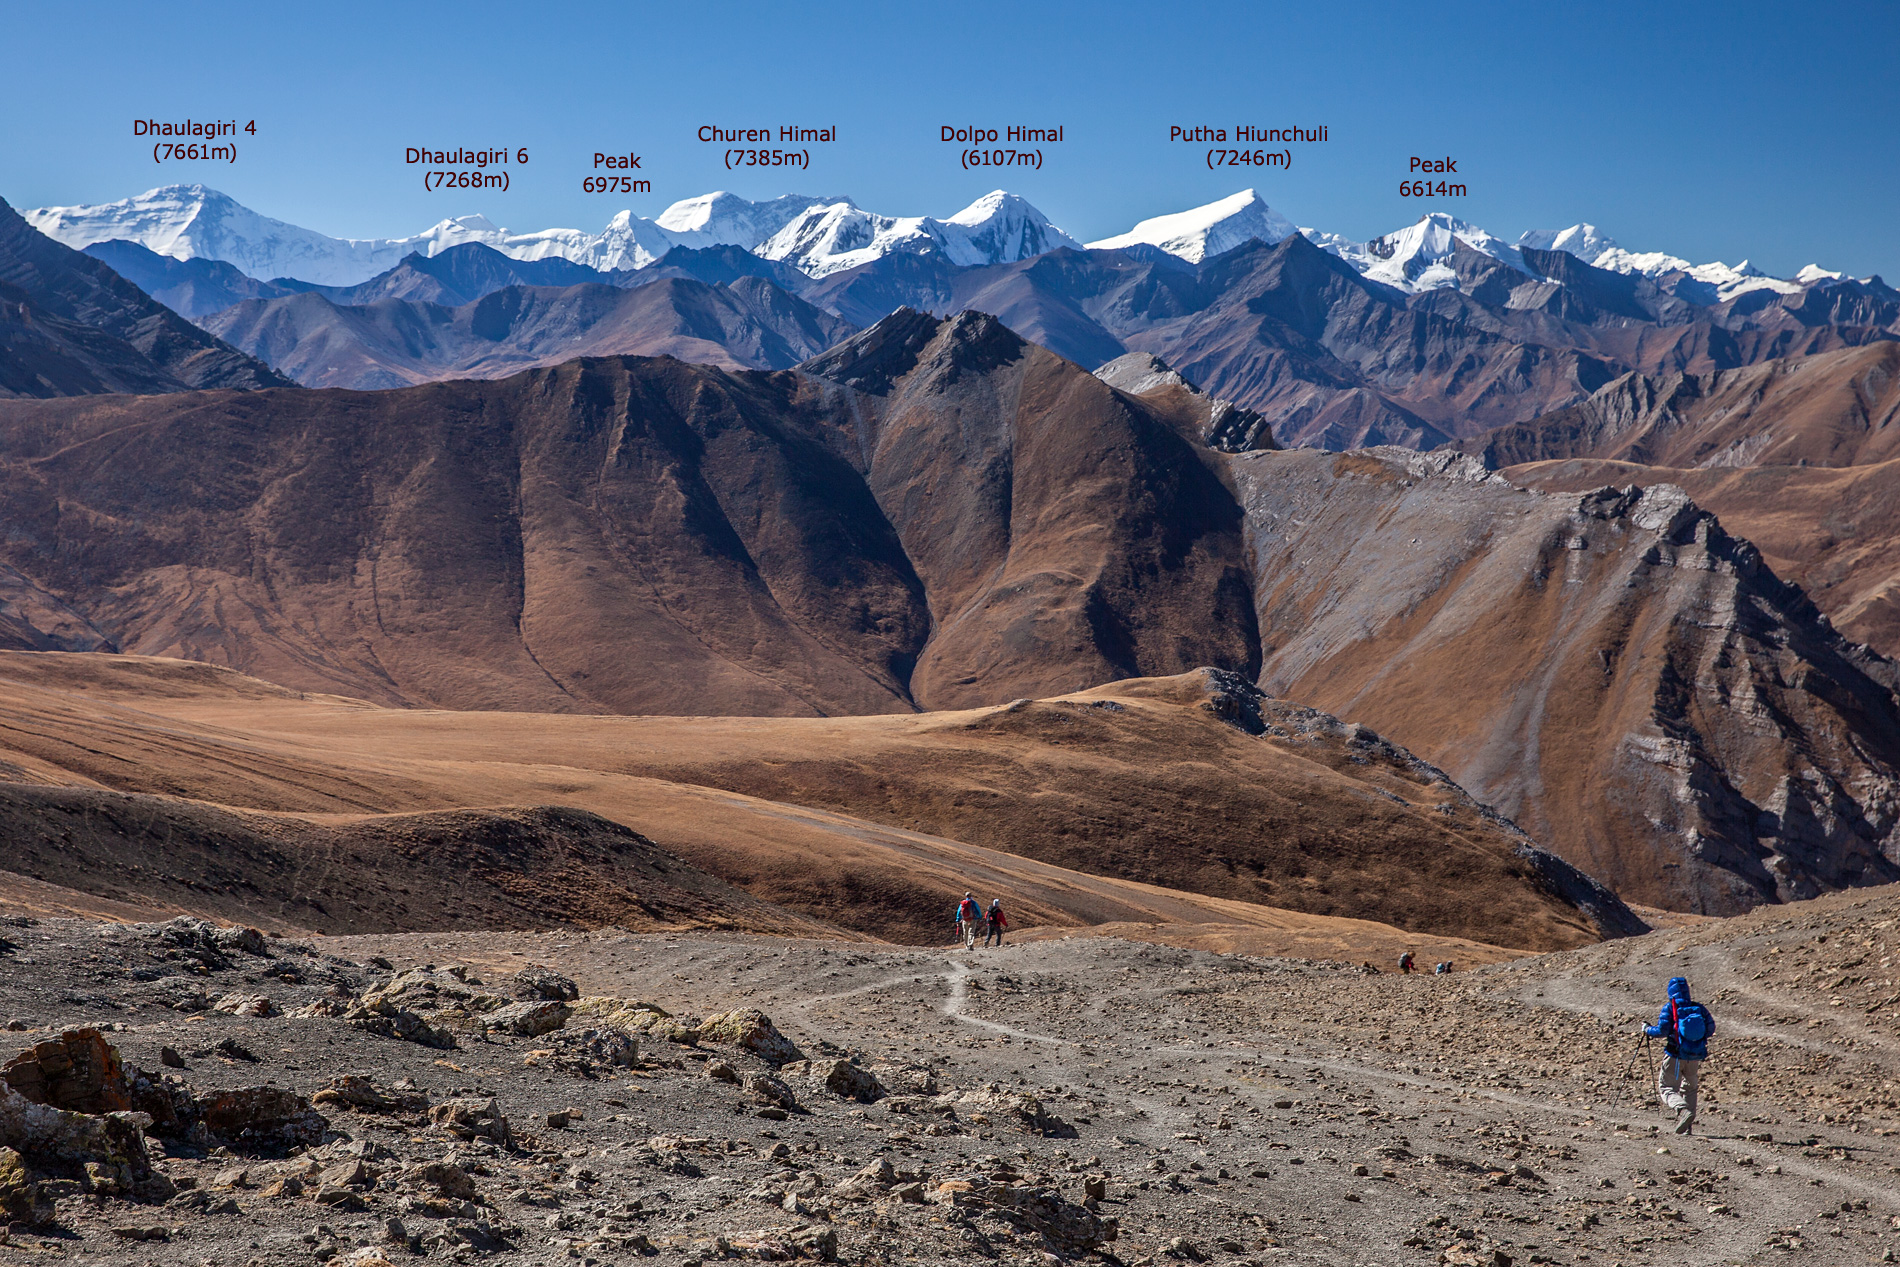 Dhaulagiri 4
(7661m)
Dhaulagiri 6
(7268m)
Peak
6975m
Churen Himal
(7385m)
Dolpo Himal
(6107m)
Putha Hiunchuli
(7246m)
Peak
6614m